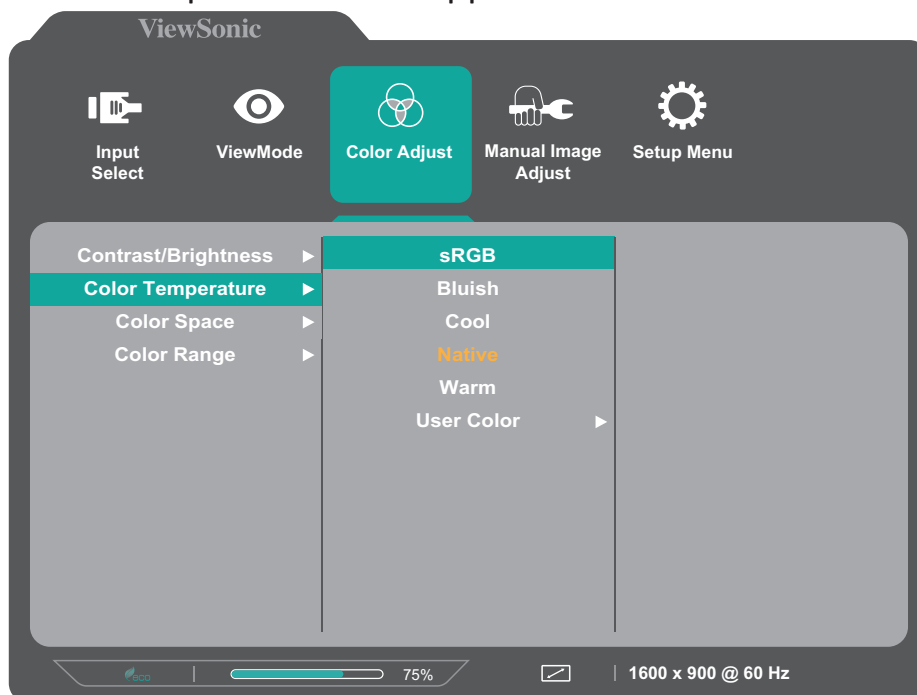 ViewSonic
Input Select
ViewMode
Color Adjust
Manual Image Adjust
Setup Menu
Contrast/Brightness
Color Temperature
Color Space
Color Range
sRGB
Bluish
Cool
Native
Warm
User Color
eco
75%
1600 x 900 @ 60 Hz